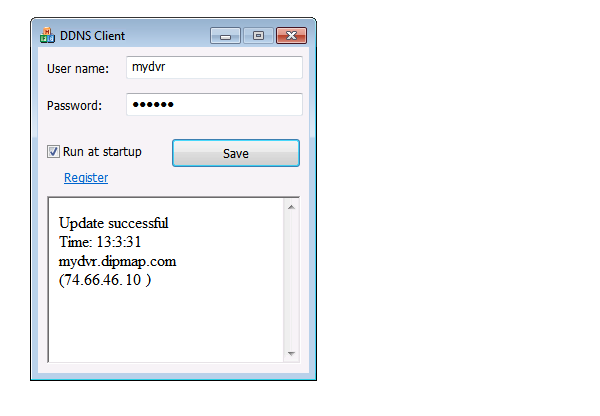 DDNS Client
User name:
mydvr
Password:
●●●●●●
Run at startup
Save
Register
Update successful
Time: 13:3:31
mydvr.dipmap.com
(74.66.46. 10 )